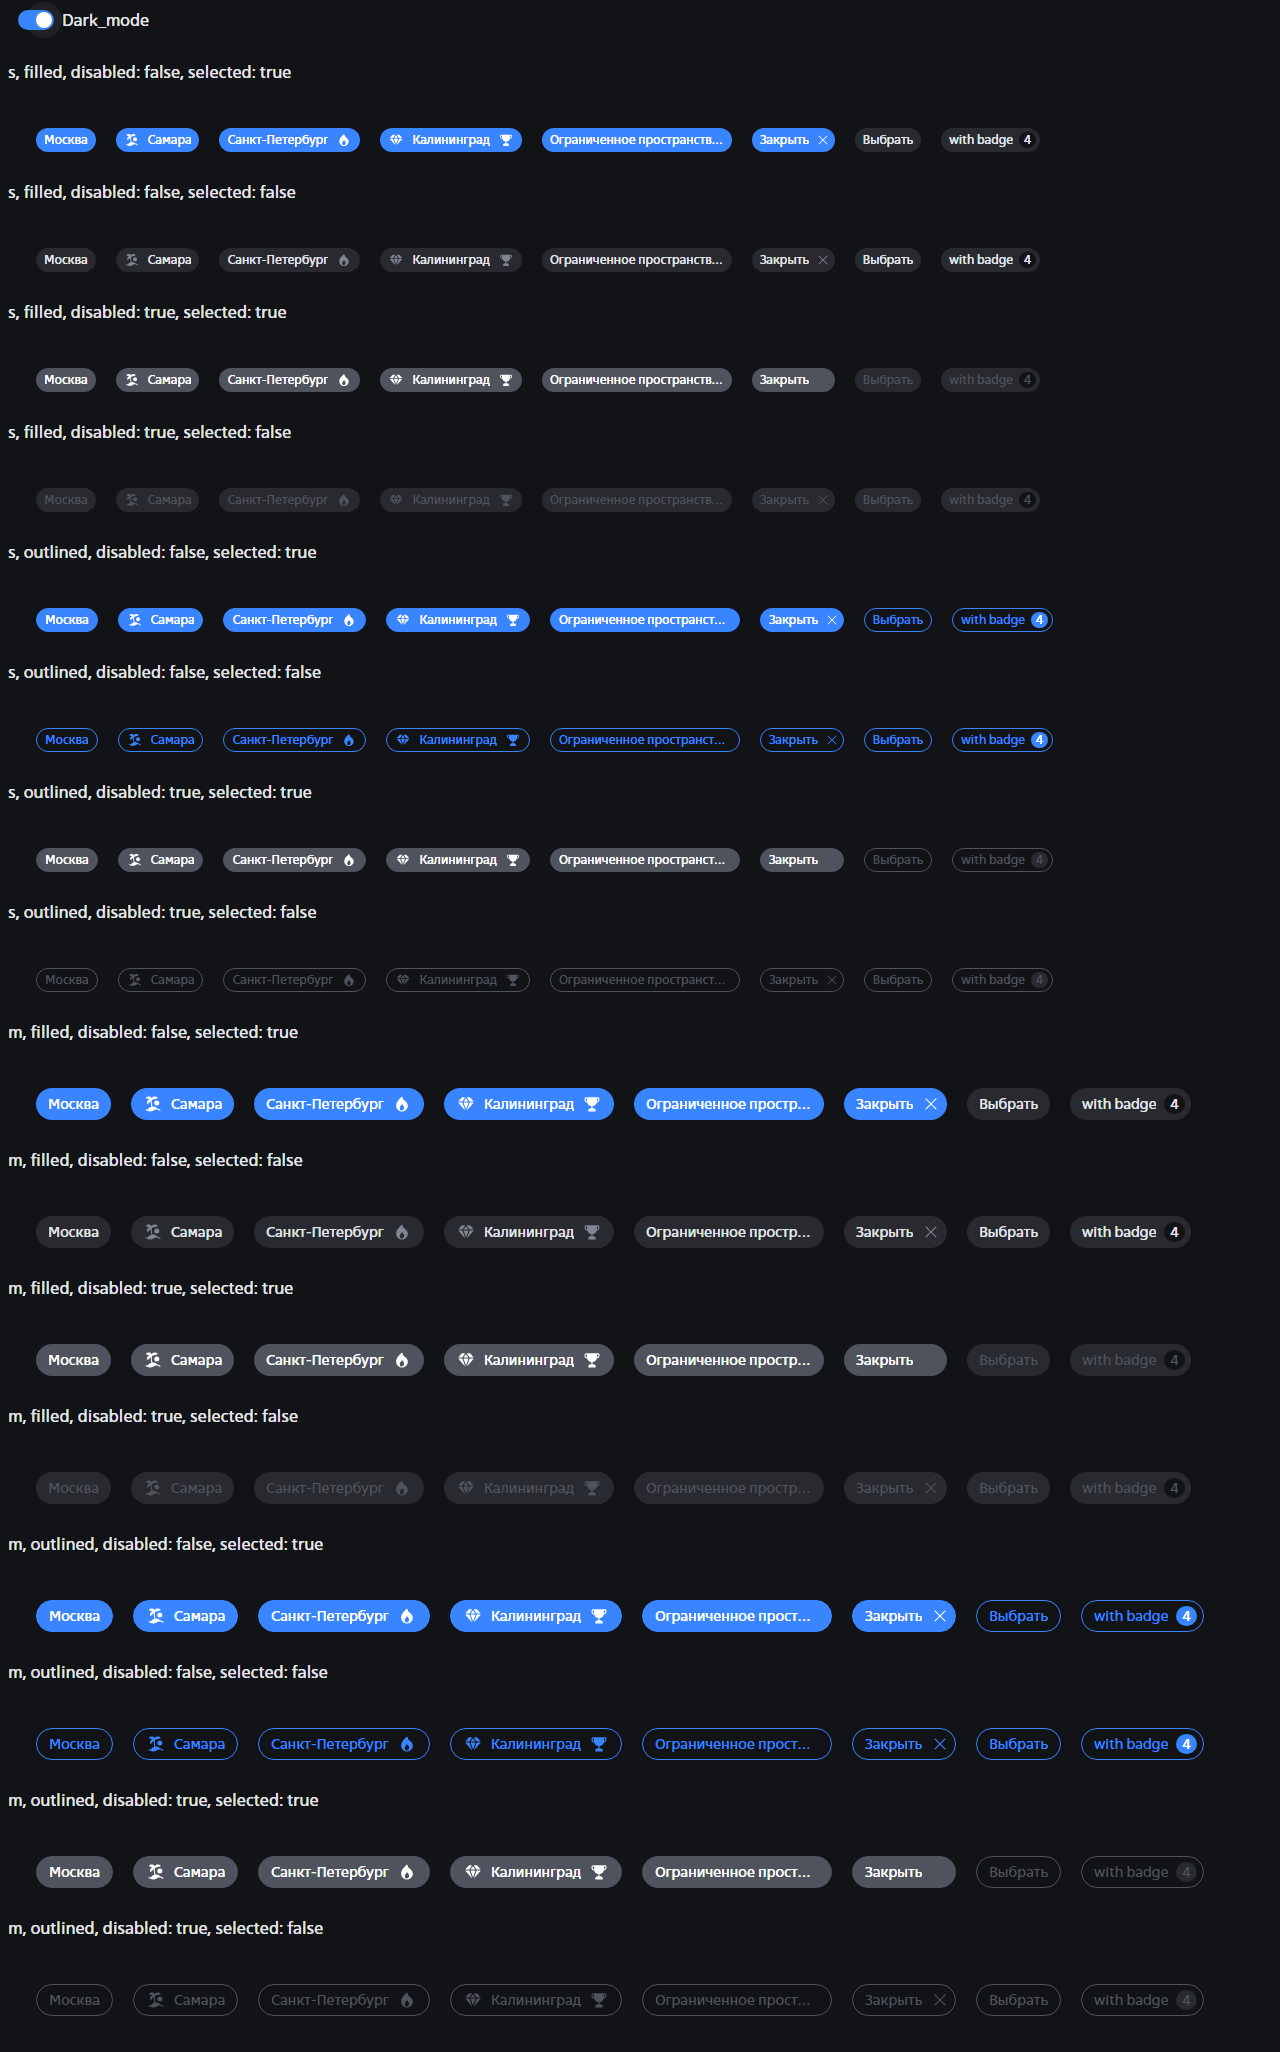 Dark_mode
s, filled, disabled: false, selected: true
Москва Самара Санкт-Петербург Калининград Ограниченное пространств... Закрыть Выбрать with badge 4
s, filled, disabled: false, selected: false
Москва Самара Санкт-Петербург Калининград Ограниченное пространств... Закрыть Выбрать with badge 4
s, filled, disabled: true, selected: true
Москва Самара Санкт-Петербург Калининград Ограниченное пространств... Закрыть Выбрать with badge 4
s, filled, disabled: true, selected: false
Москва Самара Санкт-Петербург Калининград Ограниченное пространств... Закрыть Выбрать with badge 4
s, outlined, disabled: false, selected: true
Москва Самара Санкт-Петербург Калининград Ограниченное пространст... Закрыть Выбрать with badge 4
s, outlined, disabled: false, selected: false
Москва Самара Санкт-Петербург Калининград Ограниченное пространст... Закрыть Выбрать with badge 4
s, outlined, disabled: true, selected: true
Москва Самара Санкт-Петербург Калининград Ограниченное пространст... Закрыть Выбрать with badge 4
s, outlined, disabled: true, selected: false
Москва Самара Санкт-Петербург Калининград Ограниченное пространст... Закрыть Выбрать with badge 4
m, filled, disabled: false, selected: true
Москва Самара Санкт-Петербург Калининград Ограниченное простр... Закрыть Выбрать with badge 4
m, filled, disabled: false, selected: false
Москва Самара Санкт-Петербург Калининград Ограниченное простр... Закрыть Выбрать with badge 4
m, filled, disabled: true, selected: true
Москва Самара Санкт-Петербург Калининград Ограниченное простр... Закрыть Выбрать with badge 4
m, filled, disabled: true, selected: false
Москва Самара Санкт-Петербург Калининград Ограниченное простр... Закрыть Выбрать with badge 4
m, outlined, disabled: false, selected: true
Москва Самара Санкт-Петербург Калининград Ограниченное прост... Закрыть Выбрать with badge 4
m, outlined, disabled: false, selected: false
Москва Самара Санкт-Петербург Калининград Ограниченное прост... Закрыть Выбрать with badge 4
m, outlined, disabled: true, selected: true
Москва Самара Санкт-Петербург Калининград Ограниченное прост... Закрыть Выбрать with badge 4
m, outlined, disabled: true, selected: false
Москва Самара Санкт-Петербург Калининград Ограниченное прост... Закрыть Выбрать with badge 4